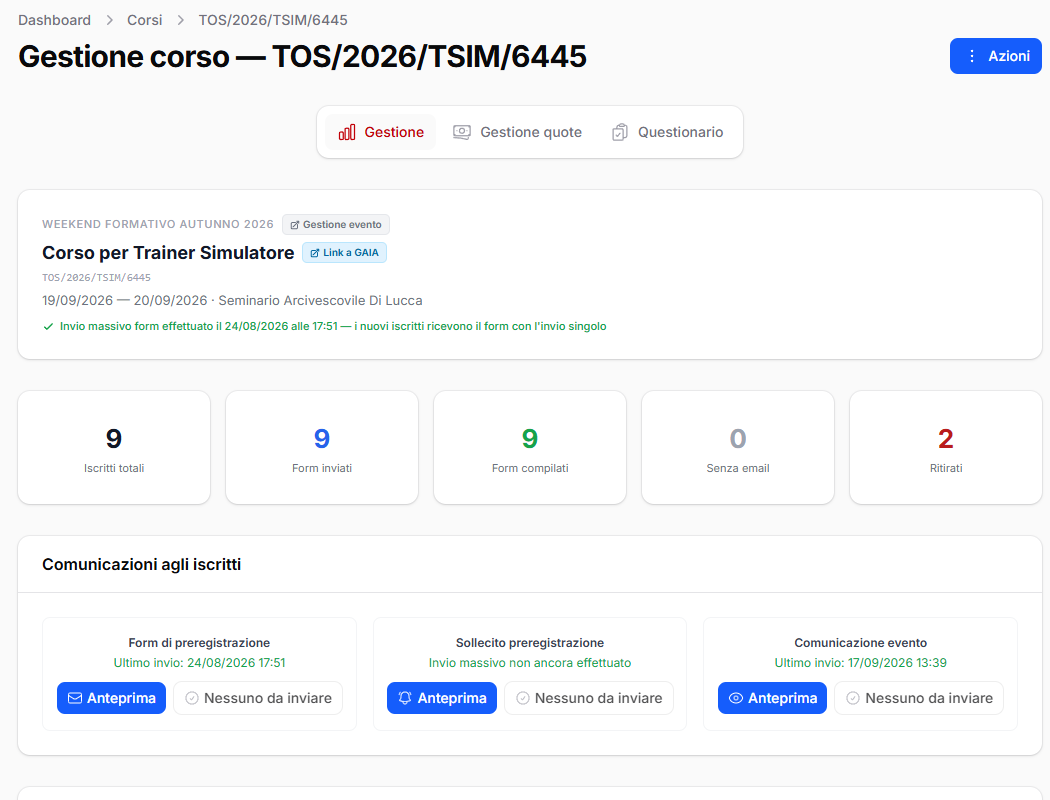 Dashboard > Corsi > TOS/2026/TSIM/6445
Gestione corso — TOS/2026/TSIM/6445
Azioni
Gestione
Gestione quote
Questionario
WEEKEND FORMATIVO AUTUNNO 2026
Gestione evento
Corso per Trainer Simulatore
Link a GAIA
TOS/2026/TSIM/6445
19/09/2026 — 20/09/2026 · Seminario Arcivescovile Di Lucca
Invio massivo form effettuato il 24/08/2026 alle 17:51 — i nuovi iscritti ricevono il form con l'invio singolo
9
Iscritti totali
9
Form inviati
9
Form compilati
0
Senza email
2
Ritirati
Comunicazioni agli iscritti
Form di preregistrazione
Ultimo invio: 24/08/2026 17:51
Anteprima
Nessuno da inviare
Sollecito preregistrazione
Invio massivo non ancora effettuato
Anteprima
Nessuno da inviare
Comunicazione evento
Ultimo invio: 17/09/2026 13:39
Anteprima
Nessuno da inviare